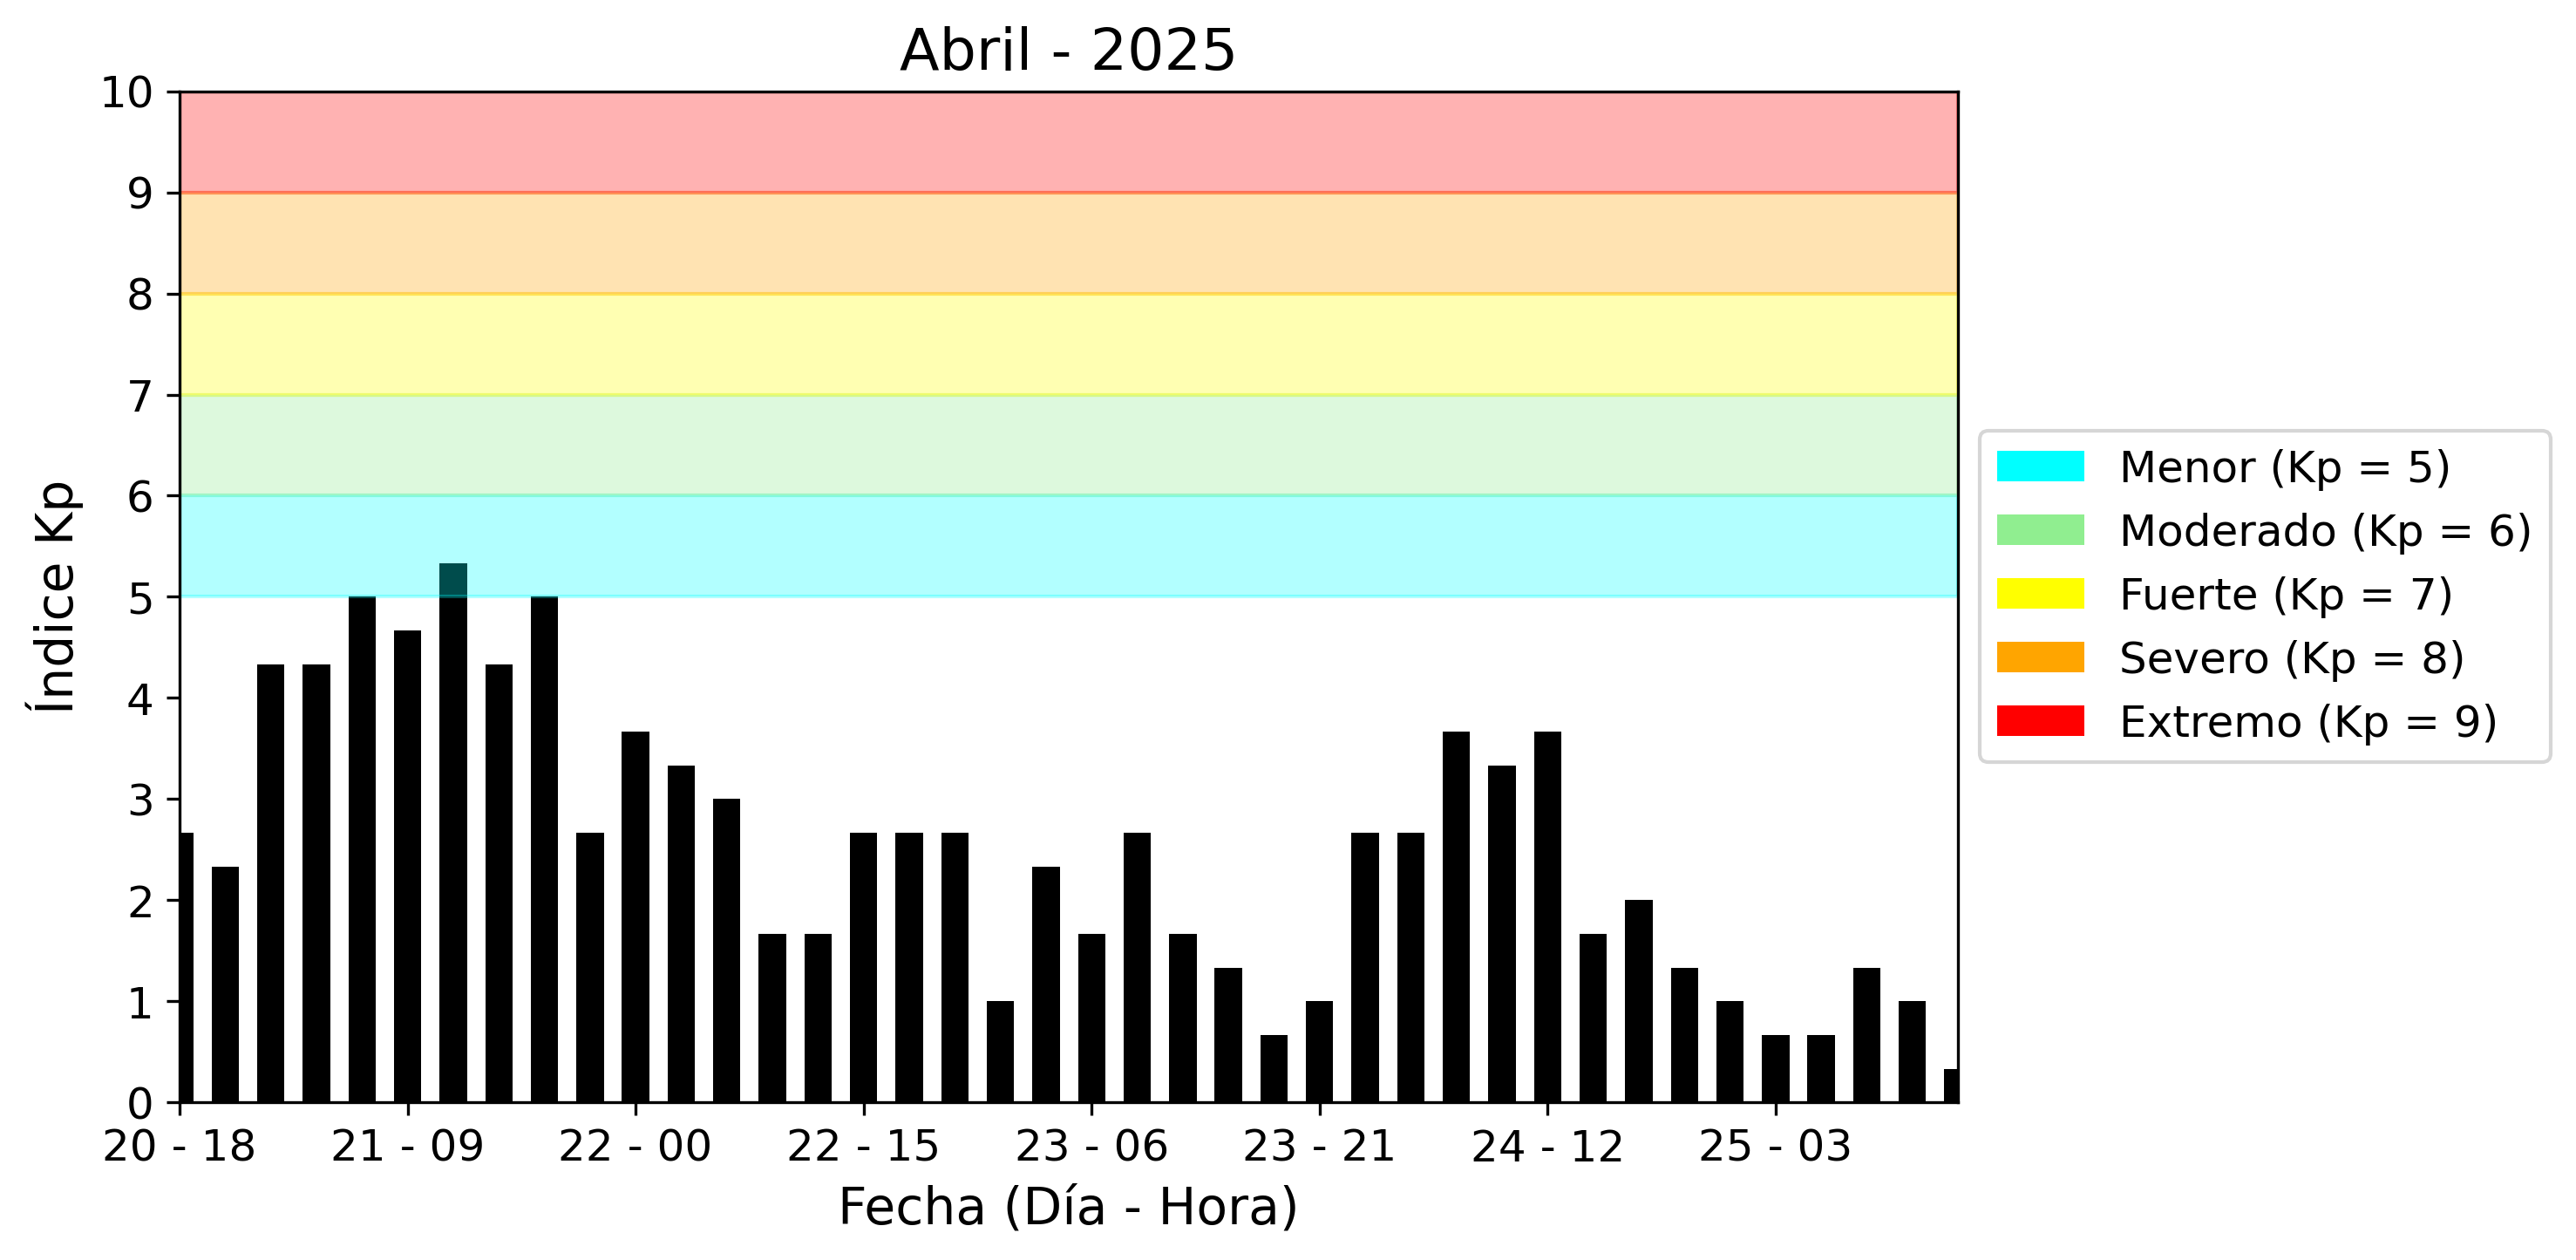 Abril - 2025
10
9
8
7
6
5
4
3
2
1
0
Índice Kp
20 - 18
21 - 09
22 - 00
22 - 15
23 - 06
23 - 21
24 - 12
25 - 03
Fecha (Día - Hora)
Menor (Kp = 5)
Moderado (Kp = 6)
Fuerte (Kp = 7)
Severo (Kp = 8)
Extremo (Kp = 9)